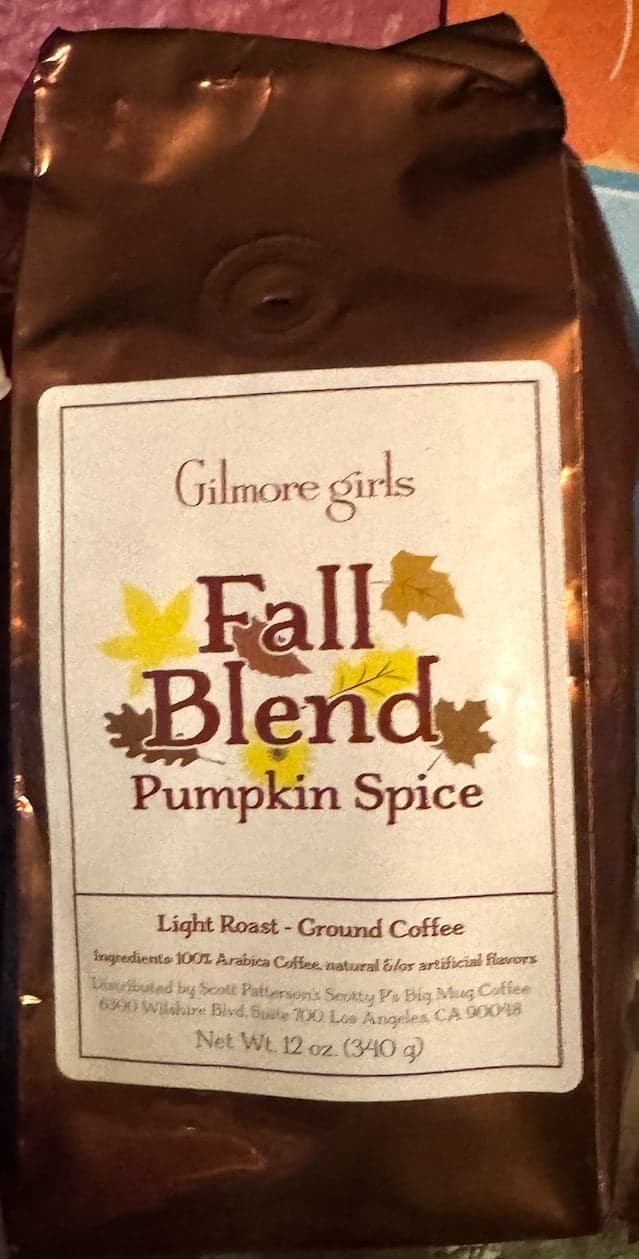 Gilmore girls
Fall
Blend
Pumpkin Spice
Light Roast - Ground Coffee
Ingredients 100% Arabica Coffee, natural &/or artificial flavors
Distributed by Scott Patterson's Scotty P's Big Mug Coffee
6300 Wilshire Blvd, Suite 700, Los Angeles, CA 90048
Net Wt. 12 oz. (340 g)